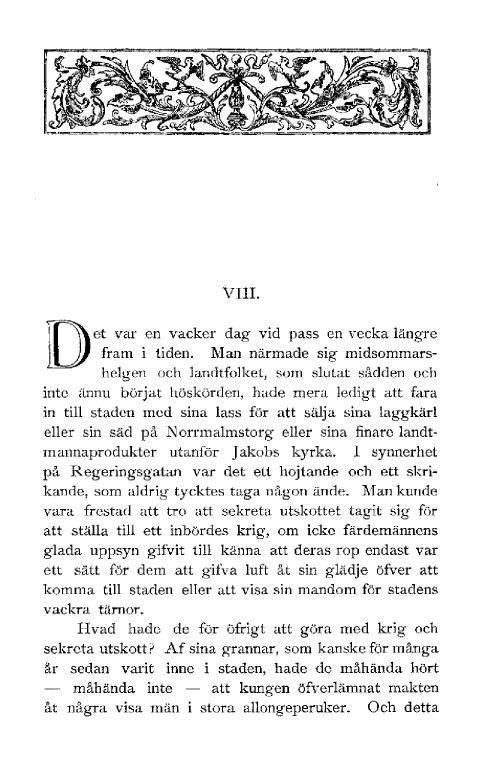 VIII.
Det var en vacker dag vid pass en vecka längre
fram i tiden. Man närmade sig midsommars-
helgen och landtfolket, som slutat sådden och
inte ännu börjat höskörden, hade mera ledigt att fara
in till staden med sina lass för att sälja sina laggkärl
eller sin säd på Norrmalmstorg eller sina finare landt-
mannaprodukter utanför Jakobs kyrka. I synnerhet
på Regeringsgatan var det ett hojtande och ett skri-
kande, som aldrig tycktes taga någon ände. Man kunde
vara frestad att tro att sekreta utskottet tagit sig för
att ställa till ett inbördes krig, om icke färdemännens
glada uppsyn gifvit till känna att deras rop endast var
ett sätt för dem att gifva luft åt sin glädje öfver att
komma till staden eller att visa sin mandom för stadens
vackra tärnor.
Hvad hade de för öfrigt att göra med krig och
sekreta utskott? Af sina grannar, som kanske för många
år sedan varit inne i staden, hade de måhända hört
— måhända inte — att kungen öfverlämnat makten
åt några visa män i stora allongeperuker. Och detta